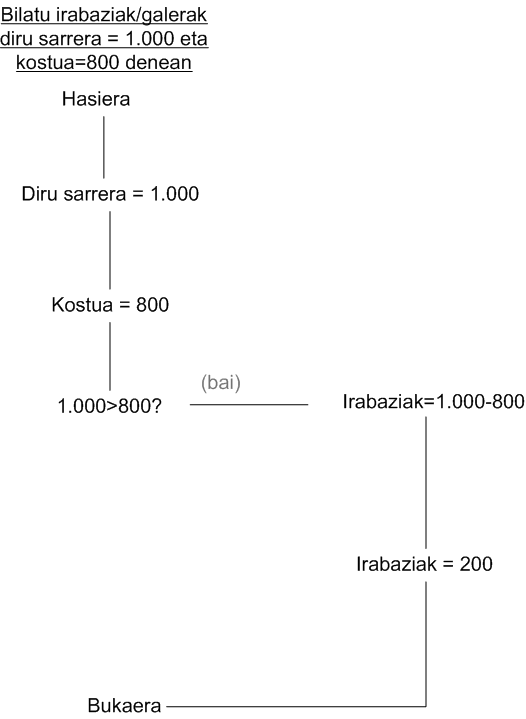 Bilatu irabaziak/galerak
diru sarrera = 1.000 eta
kostua=800 denean
Hasiera
Diru sarrera = 1.000
Kostua = 800
1.000>800?
(bai)
Irabaziak=1.000-800
Irabaziak = 200
Bukaera